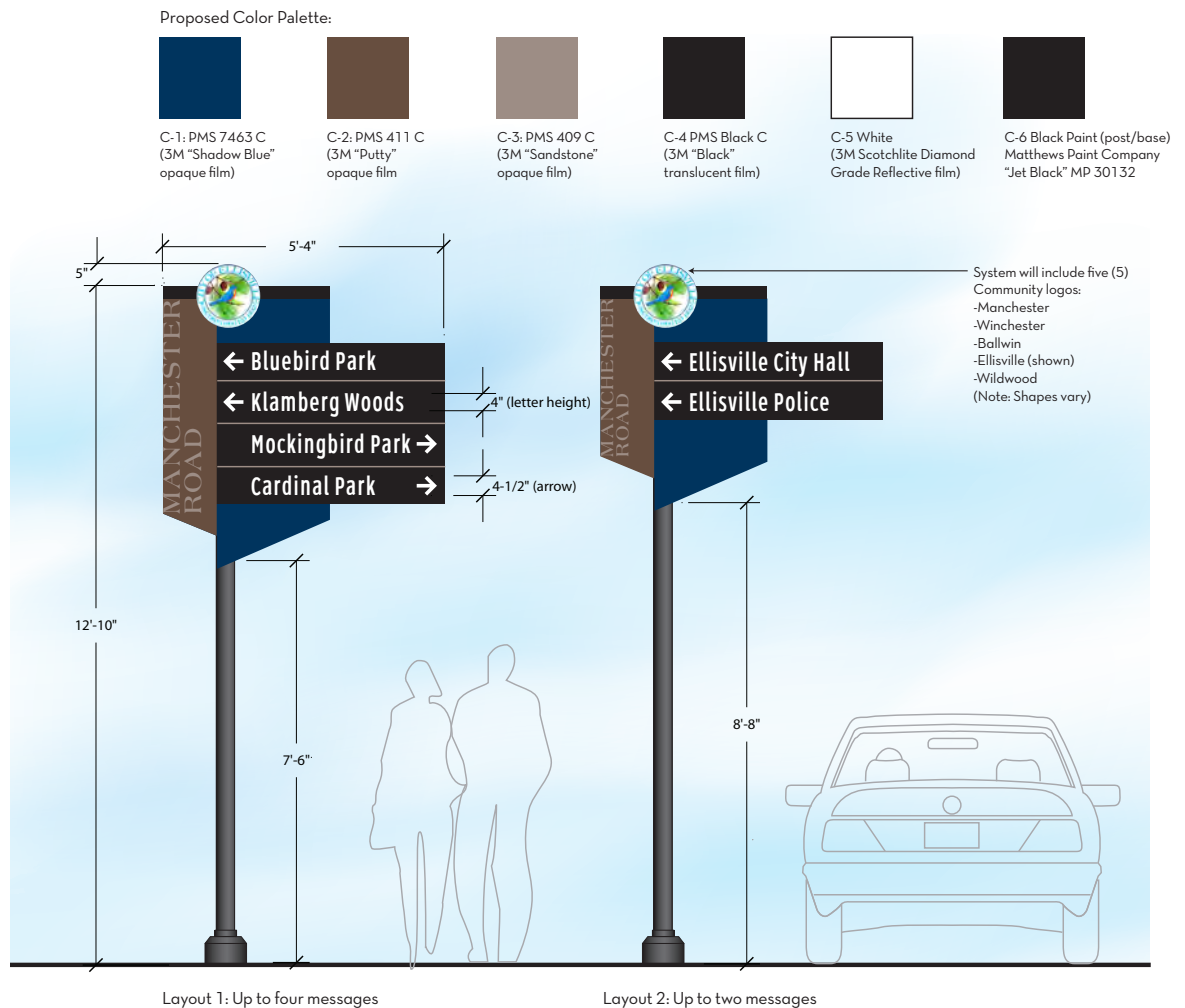 Proposed Color Palette:
C-1: PMS 7463 C
(3M “Shadow Blue”
opaque film)
C-2: PMS 411 C
(3M “Putty”
opaque film
C-3: PMS 409 C
(3M “Sandstone”
opaque film)
C-4 PMS Black C
(3M “Black”
translucent film)
C-5 White
(3M Scotchlite Diamond
Grade Reflective film)
C-6 Black Paint (post/base)
Matthews Paint Company
“Jet Black” MP 30132
5'-4"
5"
12'-10"
MANCHESTER
ROAD
← Bluebird Park
← Klamberg Woods
Mockingbird Park →
Cardinal Park →
4" (letter height)
4-1/2" (arrow)
7'-6"
MANCHESTER
ROAD
← Ellisville City Hall
← Ellisville Police
8'-8"
System will include five (5)
Community logos:
-Manchester
-Winchester
-Ballwin
-Ellisville (shown)
-Wildwood
(Note: Shapes vary)
Layout 1: Up to four messages
Layout 2: Up to two messages